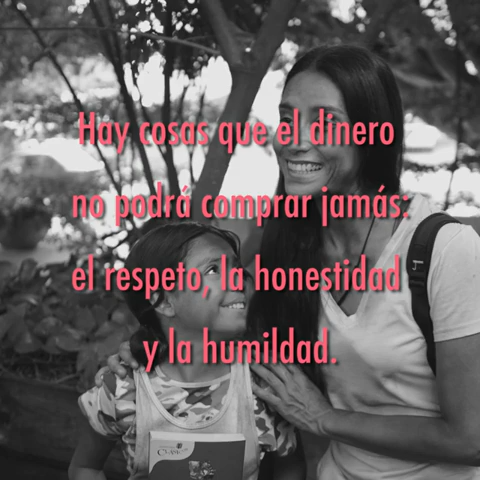 Hay cosas que el dinero
no podrá comprar jamás:
el respeto, la honestidad
y la humildad.